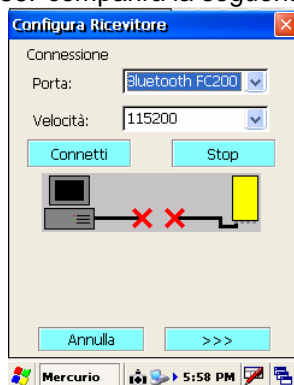 Configura Ricevitore
Connessione
Porta: Bluetooth FC200
Velocità: 115200
Connetti Stop
Annulla >>>
Mercurio 5:58 PM